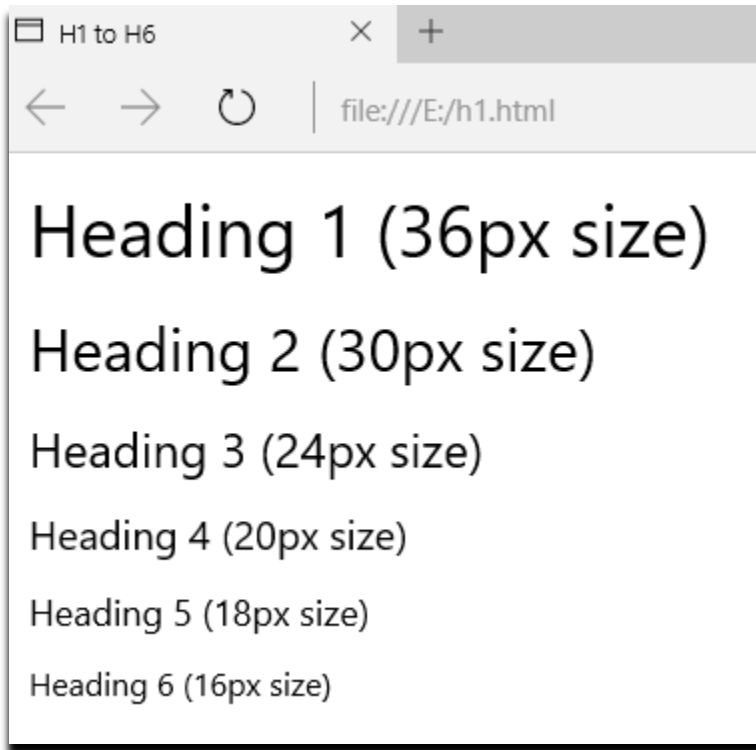 H1 to H6
file:///E:/h1.html
Heading 1 (36px size)
Heading 2 (30px size)
Heading 3 (24px size)
Heading 4 (20px size)
Heading 5 (18px size)
Heading 6 (16px size)